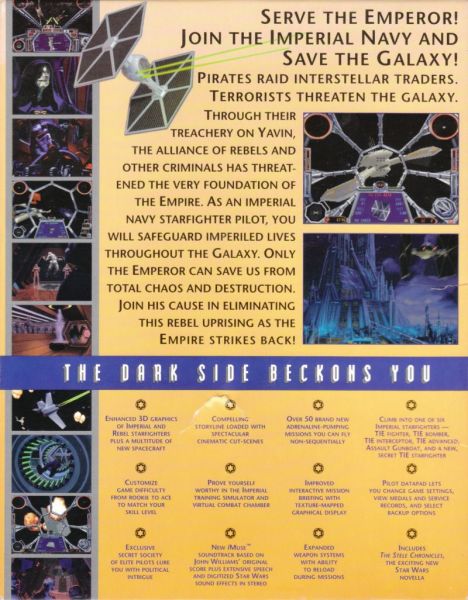 SERVE THE EMPEROR!
JOIN THE IMPERIAL NAVY AND
SAVE THE GALAXY!
PIRATES RAID INTERSTELLAR TRADERS.
TERRORISTS THREATEN THE GALAXY.
THROUGH THEIR
TREACHERY ON YAVIN,
THE ALLIANCE OF REBELS AND
OTHER CRIMINALS HAS THREAT-
ENED THE VERY FOUNDATION OF
THE EMPIRE. AS AN IMPERIAL
NAVY STARFIGHTER PILOT, YOU
WILL SAFEGUARD IMPERILED LIVES
THROUGHOUT THE GALAXY. ONLY
THE EMPEROR CAN SAVE US FROM
TOTAL CHAOS AND DESTRUCTION.
JOIN HIS CAUSE IN ELIMINATING
THIS REBEL UPRISING AS THE
EMPIRE STRIKES BACK!
THE DARK SIDE BECKONS YOU
ENHANCED 3D GRAPHICS
OF IMPERIAL AND
REBEL STARFIGHTERS
PLUS A MULTITUDE OF
NEW SPACECRAFT
COMPELLING
STORYLINE LOADED WITH
SPECTACULAR
CINEMATIC CUT-SCENES
OVER 50 BRAND NEW
ADRENALINE-PUMPING
MISSIONS YOU CAN FLY
NON-SEQUENTIALLY
CLIMB INTO ONE OF SIX
IMPERIAL STARFIGHTERS —
TIE FIGHTER, TIE BOMBER,
TIE INTERCEPTOR, TIE ADVANCED,
ASSAULT GUNBOAT, AND A NEW,
SECRET TIE STARFIGHTER
CUSTOMIZE
GAME DIFFICULTY
FROM ROOKIE TO ACE
TO MATCH YOUR
SKILL LEVEL
PROVE YOURSELF
WORTHY IN THE IMPERIAL
TRAINING SIMULATOR AND
VIRTUAL COMBAT CHAMBER
IMPROVED
INTERACTIVE MISSION
BRIEFING WITH
TEXTURE-MAPPED
GRAPHICAL DISPLAY
PILOT DATAPAD LETS
YOU CHANGE GAME SETTINGS,
VIEW MEDALS AND SERVICE
RECORDS, AND SELECT
BACKUP OPTIONS
EXCLUSIVE
SECRET SOCIETY
OF ELITE PILOTS LURE
YOU WITH POLITICAL
INTRIGUE
NEW iMUSE™
SOUNDTRACK BASED ON
JOHN WILLIAMS' ORIGINAL
SCORE PLUS EXTENSIVE SPEECH
AND DIGITIZED STAR WARS
SOUND EFFECTS IN STEREO
EXPANDED
WEAPON SYSTEMS
WITH ABILITY
TO RELOAD
DURING MISSIONS
INCLUDES
THE STELE CHRONICLES,
THE EXCITING NEW
STAR WARS
NOVELLA